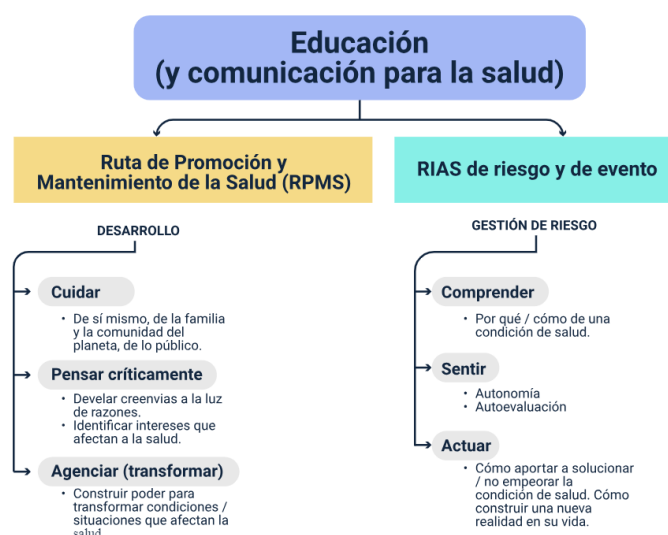 Educación
(y comunicación para la salud)
Ruta de Promoción y
Mantenimiento de la Salud (RPMS)
DESARROLLO
Cuidar
• De sí mismo, de la familia
y la comunidad del
planeta, de lo público.
Pensar críticamente
• Develar creenvias a la luz
de razones.
• Identificar intereses que
afectan a la salud.
Agenciar (transformar)
• Construir poder para
transformar condiciones /
situaciones que afectan la
salud
RIAS de riesgo y de evento
GESTIÓN DE RIESGO
Comprender
• Por qué / cómo de una
condición de salud.
Sentir
• Autonomía
• Autoevaluación
Actuar
• Cómo aportar a solucionar
/ no empeorar la
condición de salud. Cómo
construir una nueva
realidad en su vida.